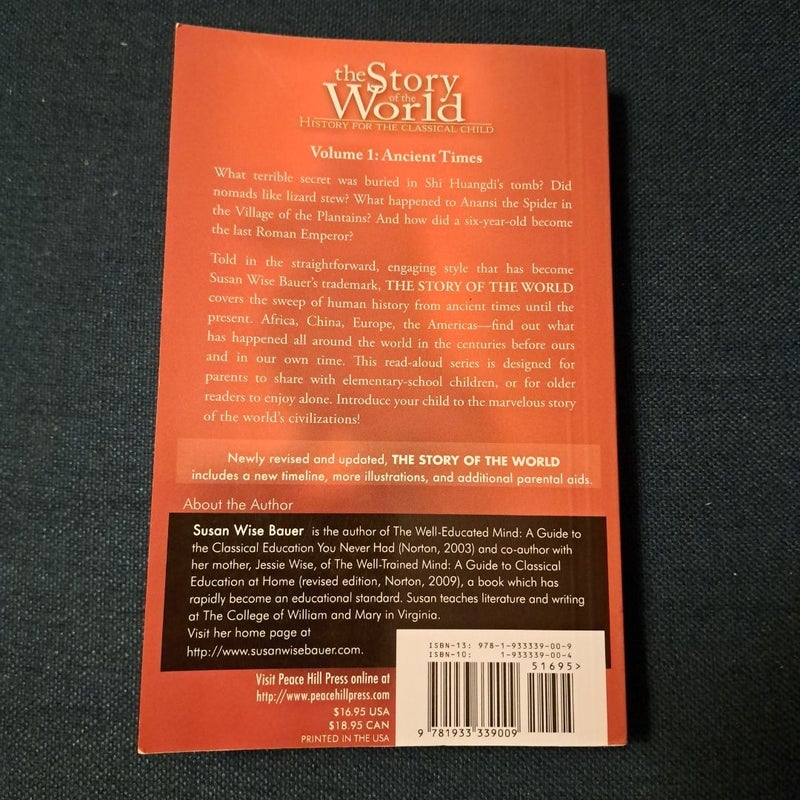 the Story
of the
World
HISTORY FOR THE CLASSICAL CHILD
Volume 1: Ancient Times
What terrible secret was buried in Shi Huangdi's tomb? Did
nomads like lizard stew? What happened to Anansi the Spider in
the Village of the Plantains? And how did a six-year-old become
the last Roman Emperor?
Told in the straightforward, engaging style that has become
Susan Wise Bauer's trademark, THE STORY OF THE WORLD
covers the sweep of human history from ancient times until the
present. Africa, China, Europe, the Americas—find out what
has happened all around the world in the centuries before ours
and in our own time. This read-aloud series is designed for
parents to share with elementary-school children, or for older
readers to enjoy alone. Introduce your child to the marvelous story
of the world's civilizations!
Newly revised and updated, THE STORY OF THE WORLD
includes a new timeline, more illustrations, and additional parental aids.
About the Author
Susan Wise Bauer is the author of The Well-Educated Mind: A Guide to
the Classical Education You Never Had (Norton, 2003) and co-author with
her mother, Jessie Wise, of The Well-Trained Mind: A Guide to Classical
Education at Home (revised edition, Norton, 2009), a book which has
rapidly become an educational standard. Susan teaches literature and writing
at The College of William and Mary in Virginia.
Visit her home page at
http://www.susanwisebauer.com.
Visit Peace Hill Press online at
http://www.peacehillpress.com
$16.95 USA
$18.95 CAN
PRINTED IN THE USA
ISBN-13: 978-1-933339-00-9
ISBN-10: 1-933339-00-4
51695>
9 781933 339009